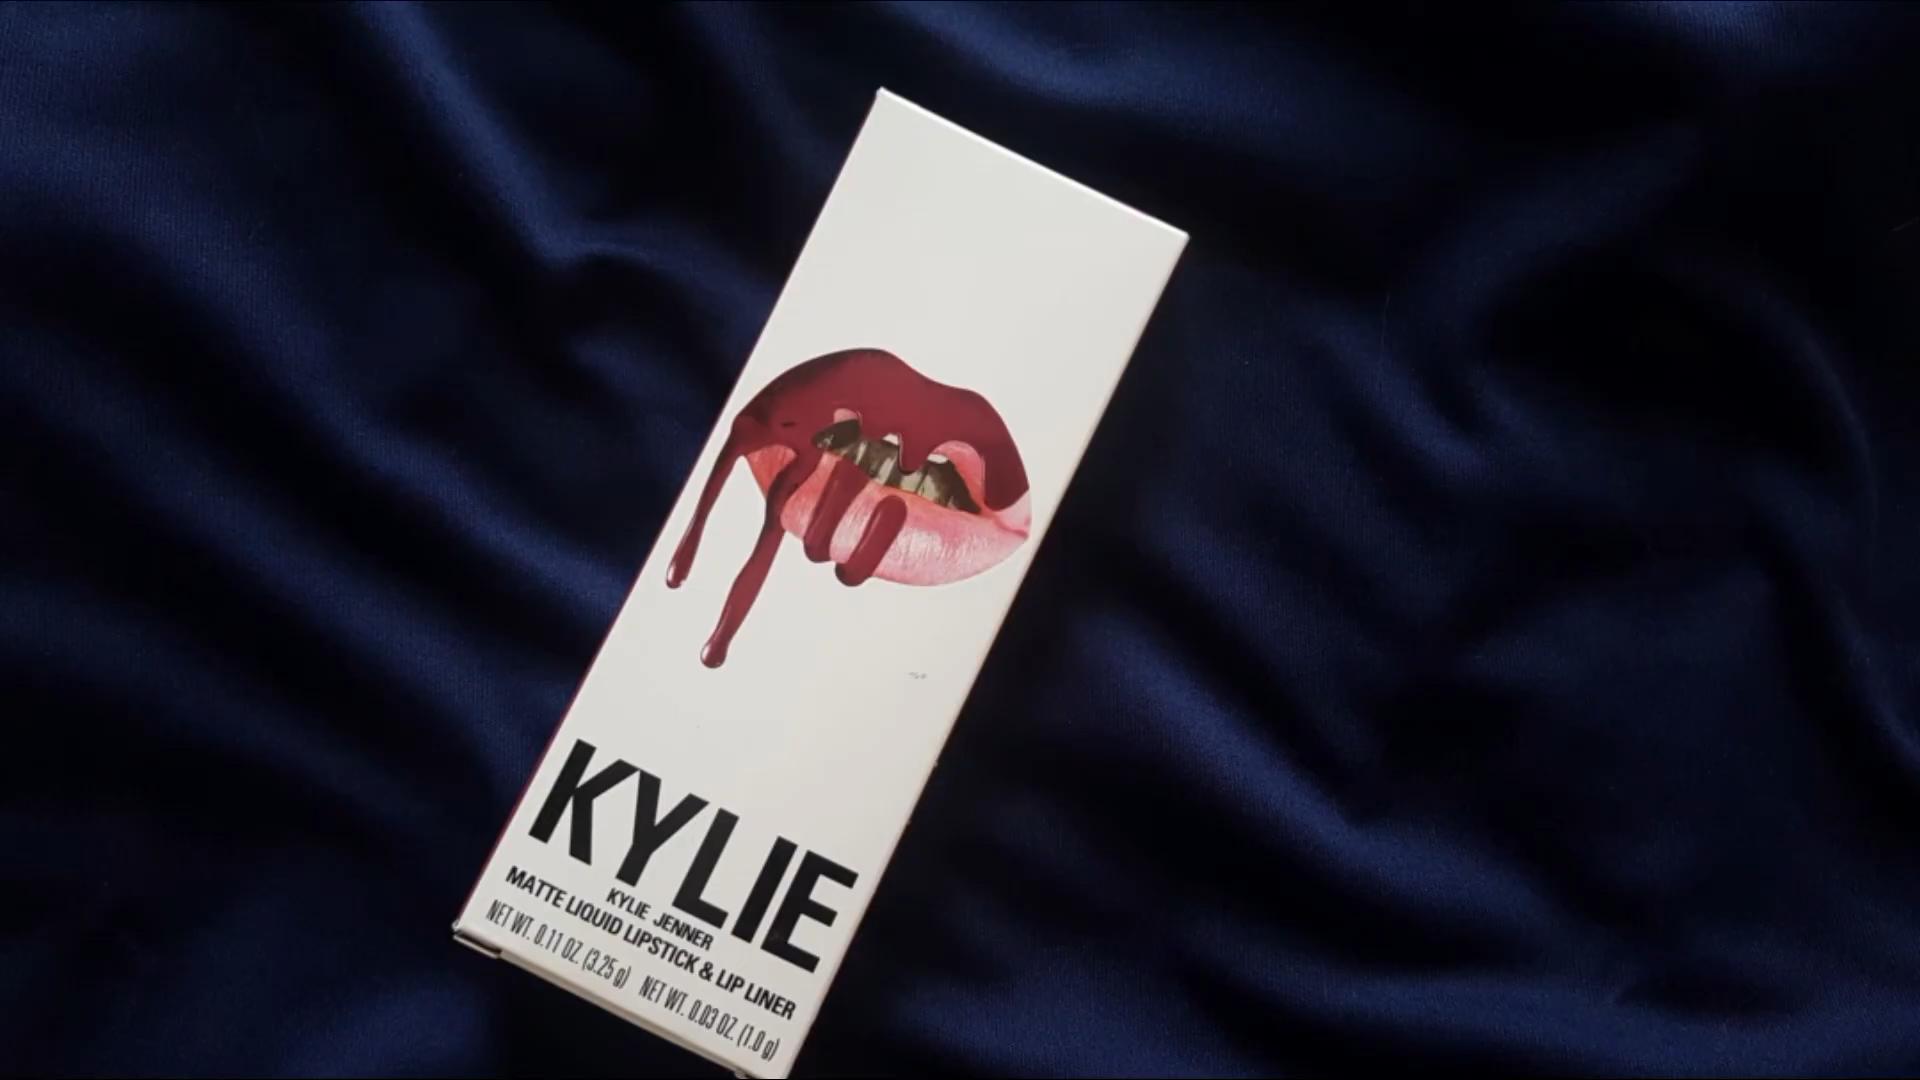 KYLIE
KYLIE JENNER
MATTE LIQUID LIPSTICK & LIP LINER
NET WT. 0.11 OZ. (3.25 g) NET WT. 0.03 OZ. (1.0 g)